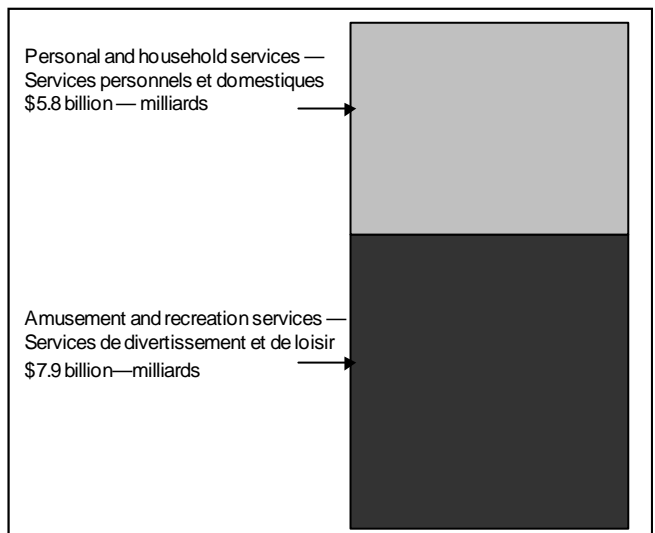 Personal and household services —
Services personnels et domestiques
$5.8 billion — milliards
Amusement and recreation services —
Services de divertissement et de loisir
$7.9 billion—milliards